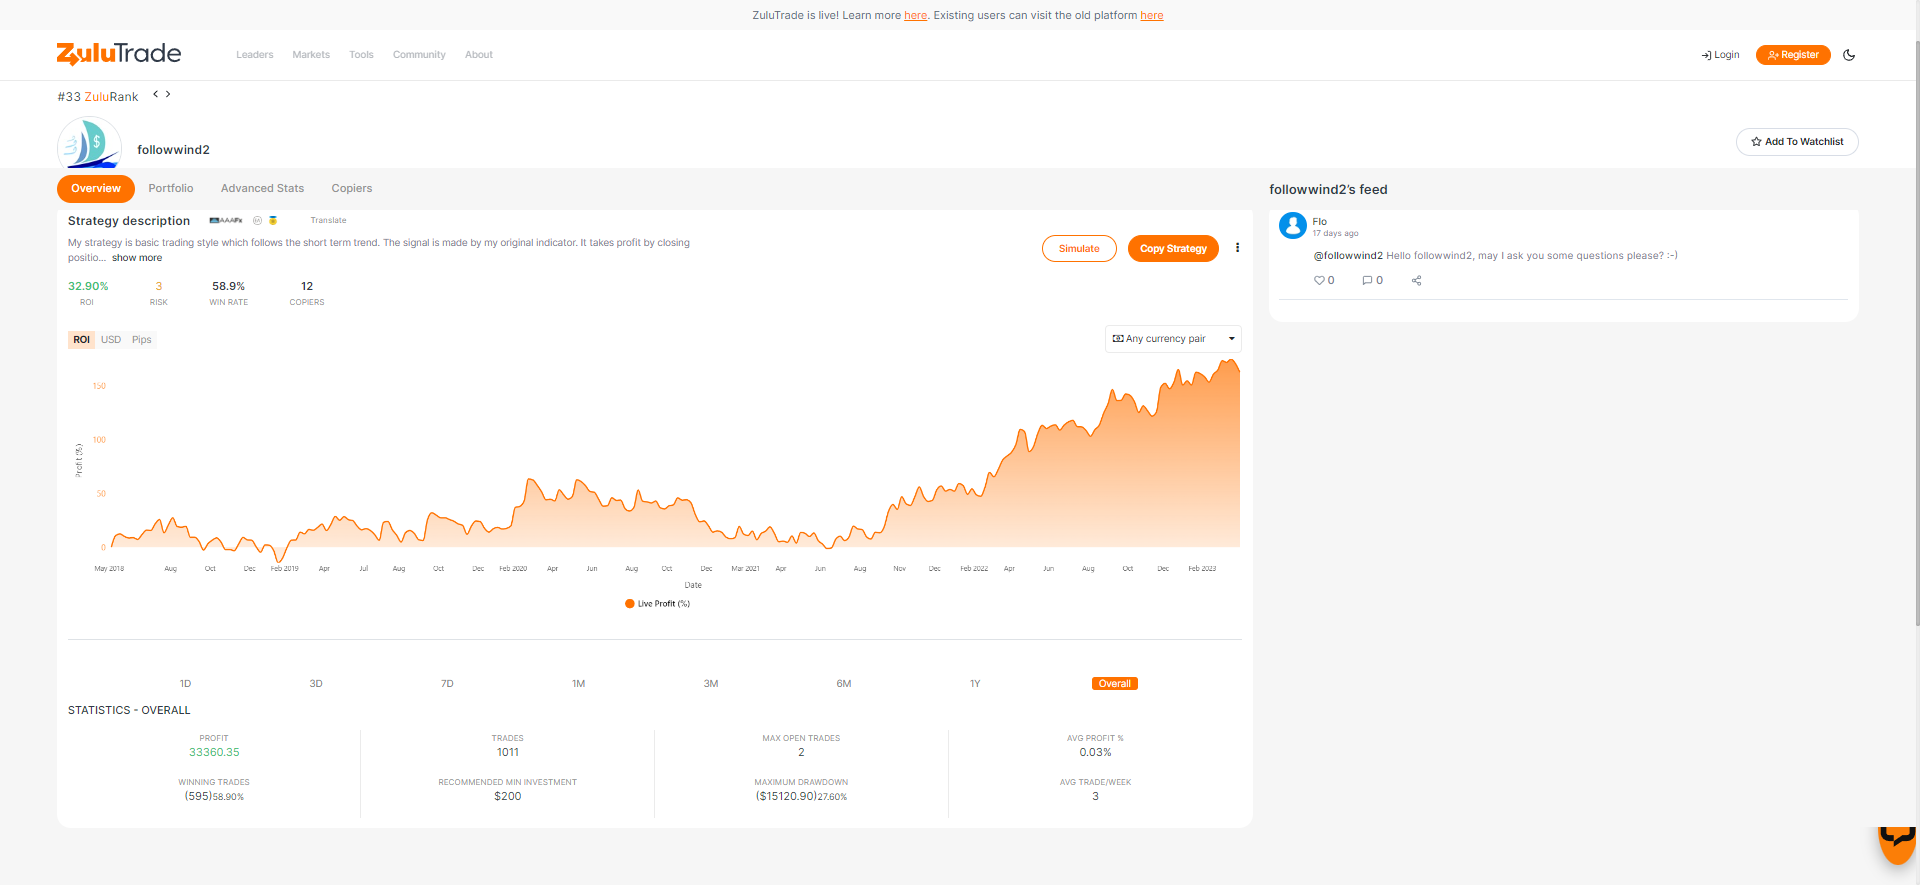 ZuluTrade is live! Learn more here. Existing users can visit the old platform here
ZuluTrade
Leaders
Markets
Tools
Community
About
Login
Register
#33 ZuluRank
followwind2
Add To Watchlist
Overview
Portfolio
Advanced Stats
Copiers
Strategy description
AAAFx
Translate
My strategy is basic trading style which follows the short term trend. The signal is made by my original indicator. It takes profit by closing
positio... show more
Simulate
Copy Strategy
32.90%
3
58.9%
12
ROI
RISK
WIN RATE
COPIERS
ROI
USD
Pips
Any currency pair
150
100
50
0
Profit (%)
May 2018 Aug Oct Dec Feb 2019 Apr Jul Aug Oct Dec Feb 2020 Apr Jun Aug Oct Dec Mar 2021 Apr Jun Aug Nov Dec Feb 2022 Apr Jun Aug Oct Dec Feb 2023
Date
Live Profit (%)
1D
3D
7D
1M
3M
6M
1Y
Overall
STATISTICS - OVERALL
PROFIT
33360.35
TRADES
1011
MAX OPEN TRADES
2
AVG PROFIT %
0.03%
WINNING TRADES
(595)58.90%
RECOMMENDED MIN INVESTMENT
$200
MAXIMUM DRAWDOWN
($15120.90)27.60%
AVG TRADE/WEEK
3
followwind2's feed
Flo
17 days ago
@followwind2 Hello followwind2, may I ask you some questions please? :-)
0
0